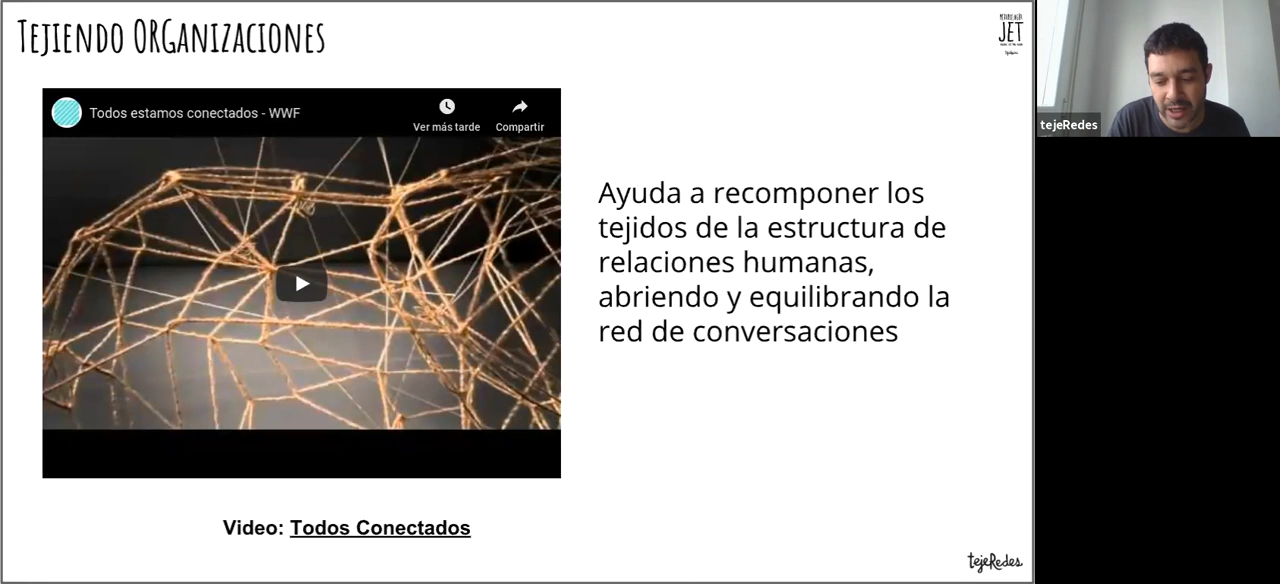 TEJIENDO ORGANIZACIONES
JET
tejeRedes
Todos estamos conectados - WWF
Ver más tarde
Compartir
Ayuda a recomponer los
tejidos de la estructura de
relaciones humanas,
abriendo y equilibrando la
red de conversaciones
Video: Todos Conectados
tejeRedes